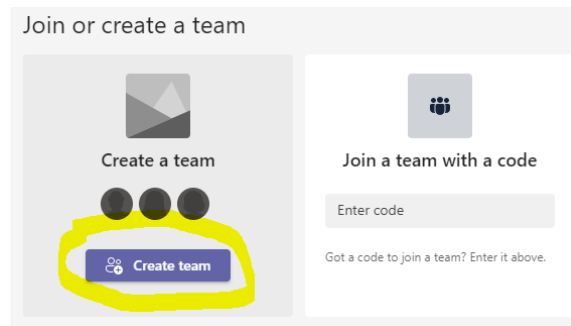 Join or create a team
Create a team
Create team
Join a team with a code
Enter code
Got a code to join a team? Enter it above.